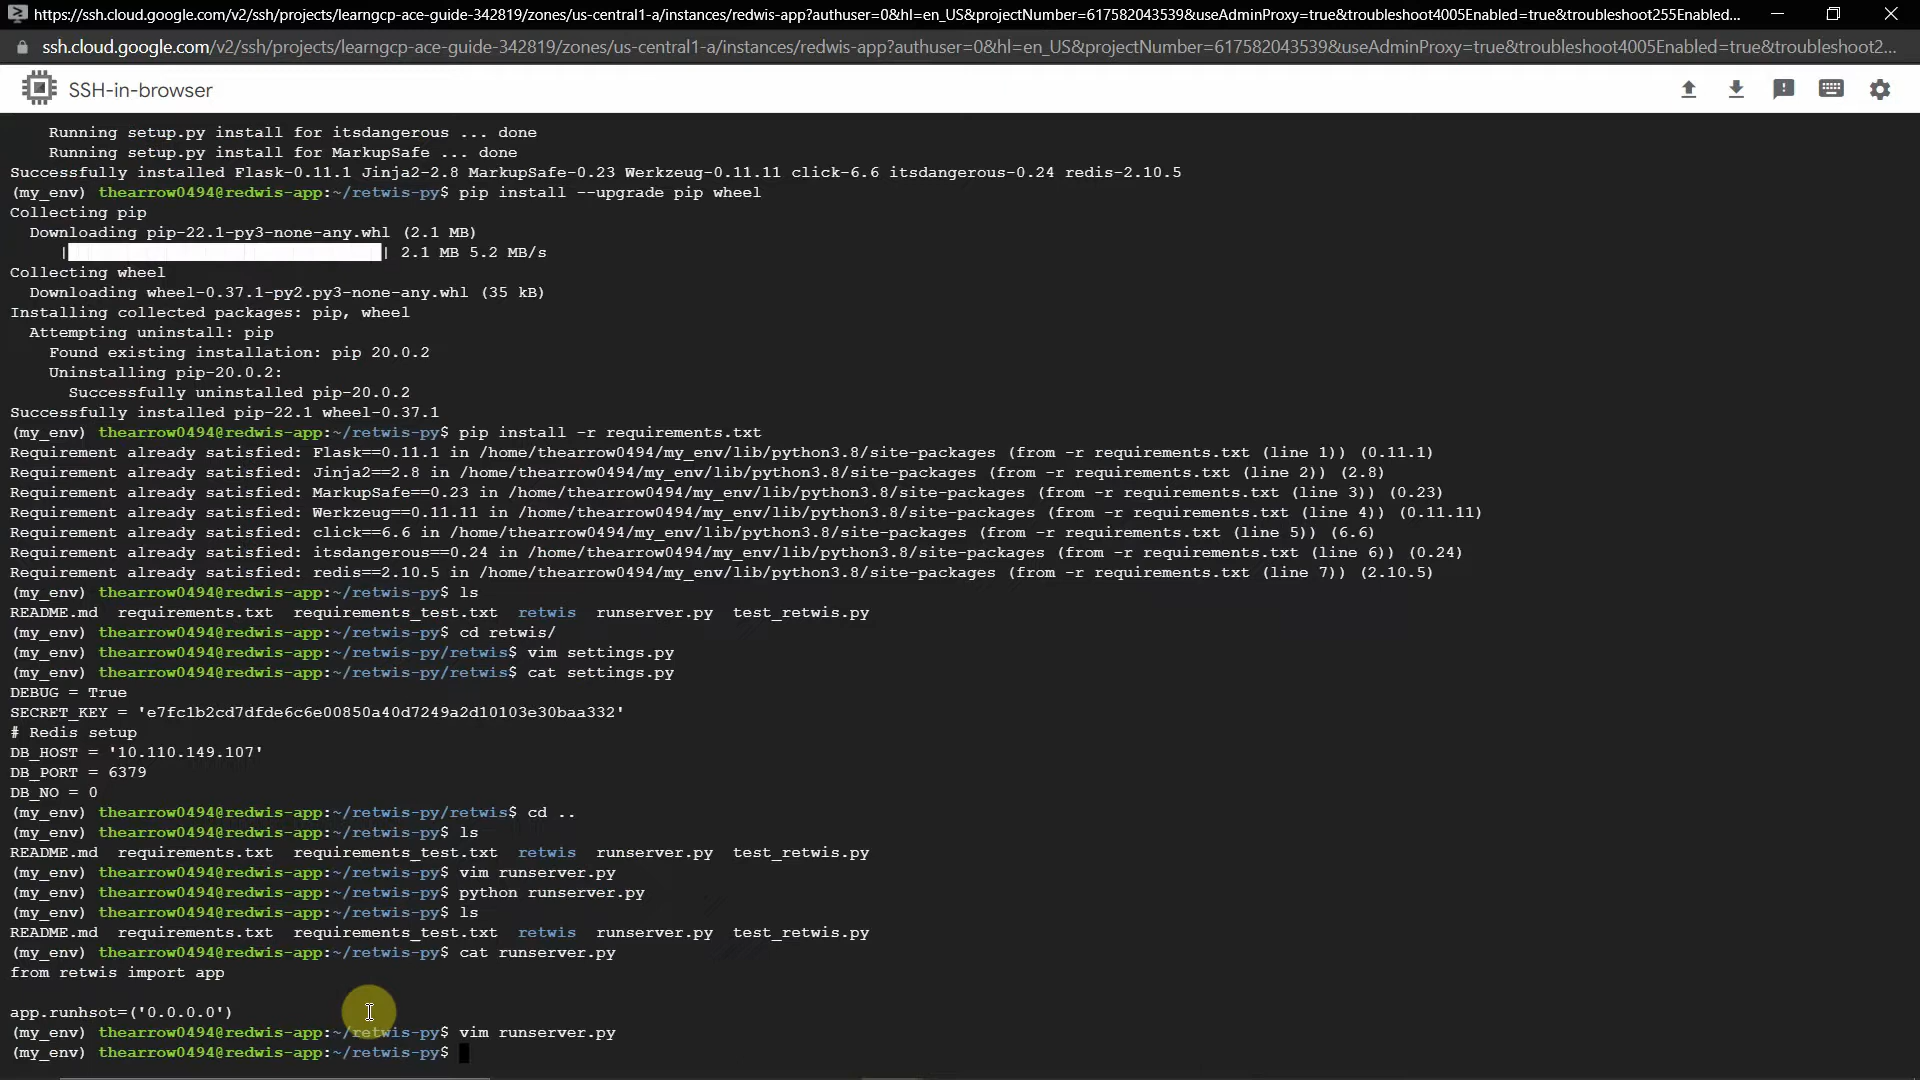 https://ssh.cloud.google.com/v2/ssh/projects/learngcp-ace-guide-342819/zones/us-central1-a/instances/redwis-app?authuser=0&hl=en_US&projectNumber=617582043539&useAdminProxy=true&troubleshoot4005Enabled=true&troubleshoot255Enabled...
ssh.cloud.google.com/v2/ssh/projects/learngcp-ace-guide-342819/zones/us-central1-a/instances/redwis-app?authuser=0&hl=en_US&projectNumber=617582043539&useAdminProxy=true&troubleshoot4005Enabled=true&troubleshoot2...
SSH-in-browser
Running setup.py install for itsdangerous ... done
Running setup.py install for MarkupSafe ... done
Successfully installed Flask-0.11.1 Jinja2-2.8 MarkupSafe-0.23 Werkzeug-0.11.11 click-6.6 itsdangerous-0.24 redis-2.10.5
(my_env) thearrow0494@redwis-app:~/retwis-py$ pip install --upgrade pip wheel
Collecting pip
Downloading pip-22.1-py3-none-any.whl (2.1 MB)
|████████████████████████████████| 2.1 MB 5.2 MB/s
Collecting wheel
Downloading wheel-0.37.1-py2.py3-none-any.whl (35 kB)
Installing collected packages: pip, wheel
Attempting uninstall: pip
Found existing installation: pip 20.0.2
Uninstalling pip-20.0.2:
Successfully uninstalled pip-20.0.2
Successfully installed pip-22.1 wheel-0.37.1
(my_env) thearrow0494@redwis-app:~/retwis-py$ pip install -r requirements.txt
Requirement already satisfied: Flask==0.11.1 in /home/thearrow0494/my_env/lib/python3.8/site-packages (from -r requirements.txt (line 1)) (0.11.1)
Requirement already satisfied: Jinja2==2.8 in /home/thearrow0494/my_env/lib/python3.8/site-packages (from -r requirements.txt (line 2)) (2.8)
Requirement already satisfied: MarkupSafe==0.23 in /home/thearrow0494/my_env/lib/python3.8/site-packages (from -r requirements.txt (line 3)) (0.23)
Requirement already satisfied: Werkzeug==0.11.11 in /home/thearrow0494/my_env/lib/python3.8/site-packages (from -r requirements.txt (line 4)) (0.11.11)
Requirement already satisfied: click==6.6 in /home/thearrow0494/my_env/lib/python3.8/site-packages (from -r requirements.txt (line 5)) (6.6)
Requirement already satisfied: itsdangerous==0.24 in /home/thearrow0494/my_env/lib/python3.8/site-packages (from -r requirements.txt (line 6)) (0.24)
Requirement already satisfied: redis==2.10.5 in /home/thearrow0494/my_env/lib/python3.8/site-packages (from -r requirements.txt (line 7)) (2.10.5)
(my_env) thearrow0494@redwis-app:~/retwis-py$ ls
README.md requirements.txt requirements_test.txt retwis runserver.py test_retwis.py
(my_env) thearrow0494@redwis-app:~/retwis-py$ cd retwis/
(my_env) thearrow0494@redwis-app:~/retwis-py/retwis$ vim settings.py
(my_env) thearrow0494@redwis-app:~/retwis-py/retwis$ cat settings.py
DEBUG = True
SECRET_KEY = 'e7fc1b2cd7dfde6c6e00850a40d7249a2d10103e30baa332'
# Redis setup
DB_HOST = '10.110.149.107'
DB_PORT = 6379
DB_NO = 0
(my_env) thearrow0494@redwis-app:~/retwis-py/retwis$ cd ..
(my_env) thearrow0494@redwis-app:~/retwis-py$ ls
README.md requirements.txt requirements_test.txt retwis runserver.py test_retwis.py
(my_env) thearrow0494@redwis-app:~/retwis-py$ vim runserver.py
(my_env) thearrow0494@redwis-app:~/retwis-py$ python runserver.py
(my_env) thearrow0494@redwis-app:~/retwis-py$ ls
README.md requirements.txt requirements_test.txt retwis runserver.py test_retwis.py
(my_env) thearrow0494@redwis-app:~/retwis-py$ cat runserver.py
from retwis import app
app.runhsot=('0.0.0.0')
(my_env) thearrow0494@redwis-app:~/retwis-py$ vim runserver.py
(my_env) thearrow0494@redwis-app:~/retwis-py$